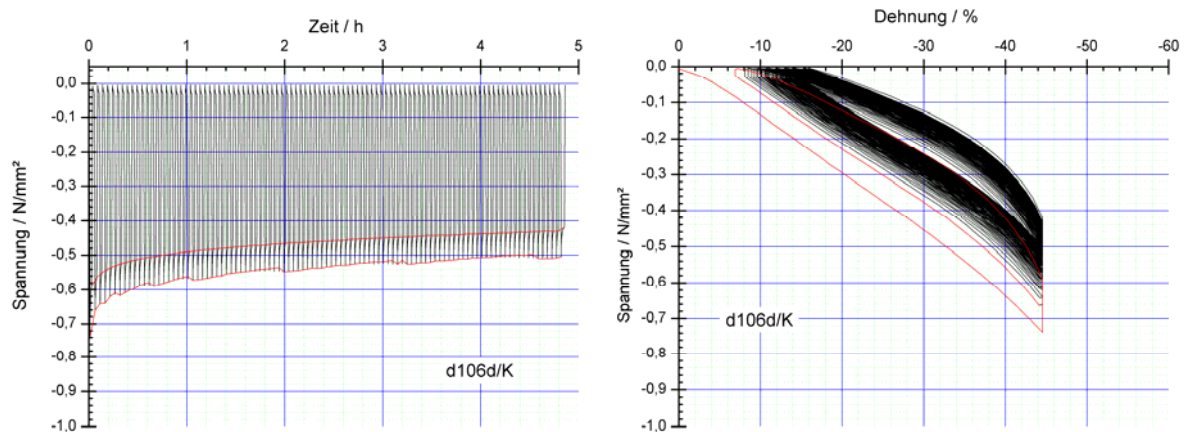 Zeit / h
0 1 2 3 4 5
0,0
-0,1
-0,2
-0,3
-0,4
-0,5
-0,6
-0,7
-0,8
-0,9
-1,0
Spannung / N/mm²
d106d/K
Dehnung / %
0 -10 -20 -30 -40 -50 -60
0,0
-0,1
-0,2
-0,3
-0,4
-0,5
-0,6
-0,7
-0,8
-0,9
-1,0
Spannung / N/mm²
d106d/K